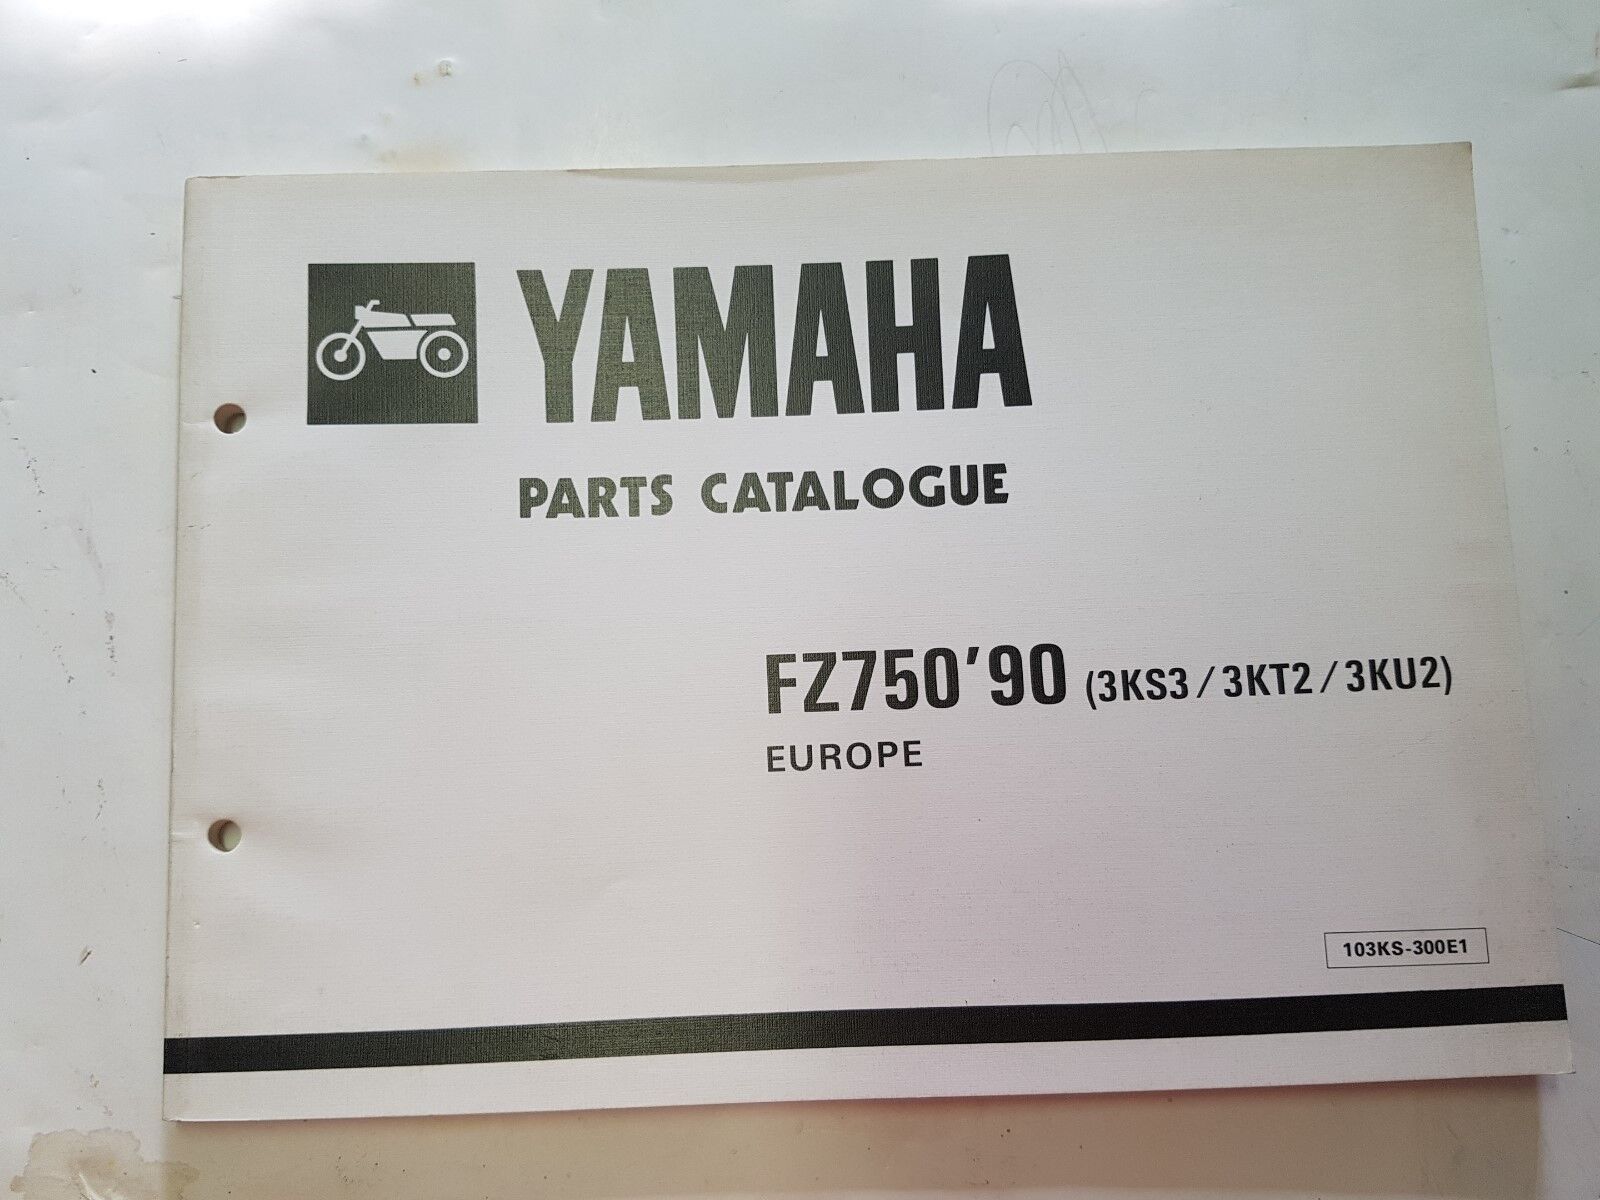 YAMAHA
PARTS CATALOGUE
FZ750'90 (3KS3/3KT2/3KU2)
EUROPE
103KS-300E1